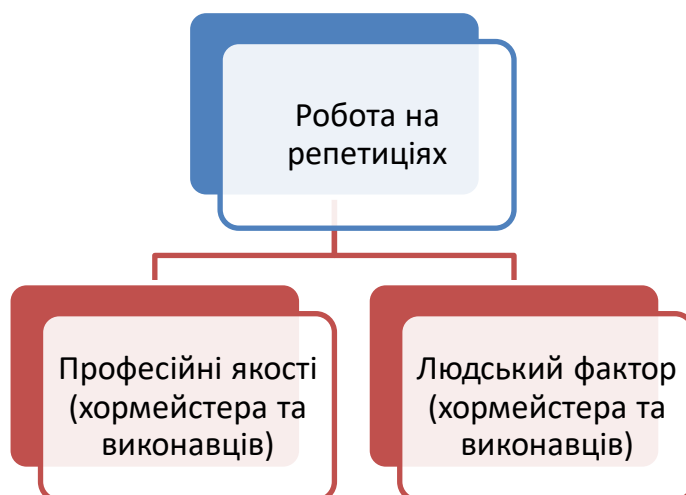 Робота на
репетиціях
Професійні якості
(хормейстера та
виконавців)
Людський фактор
(хормейстера та
виконавців)